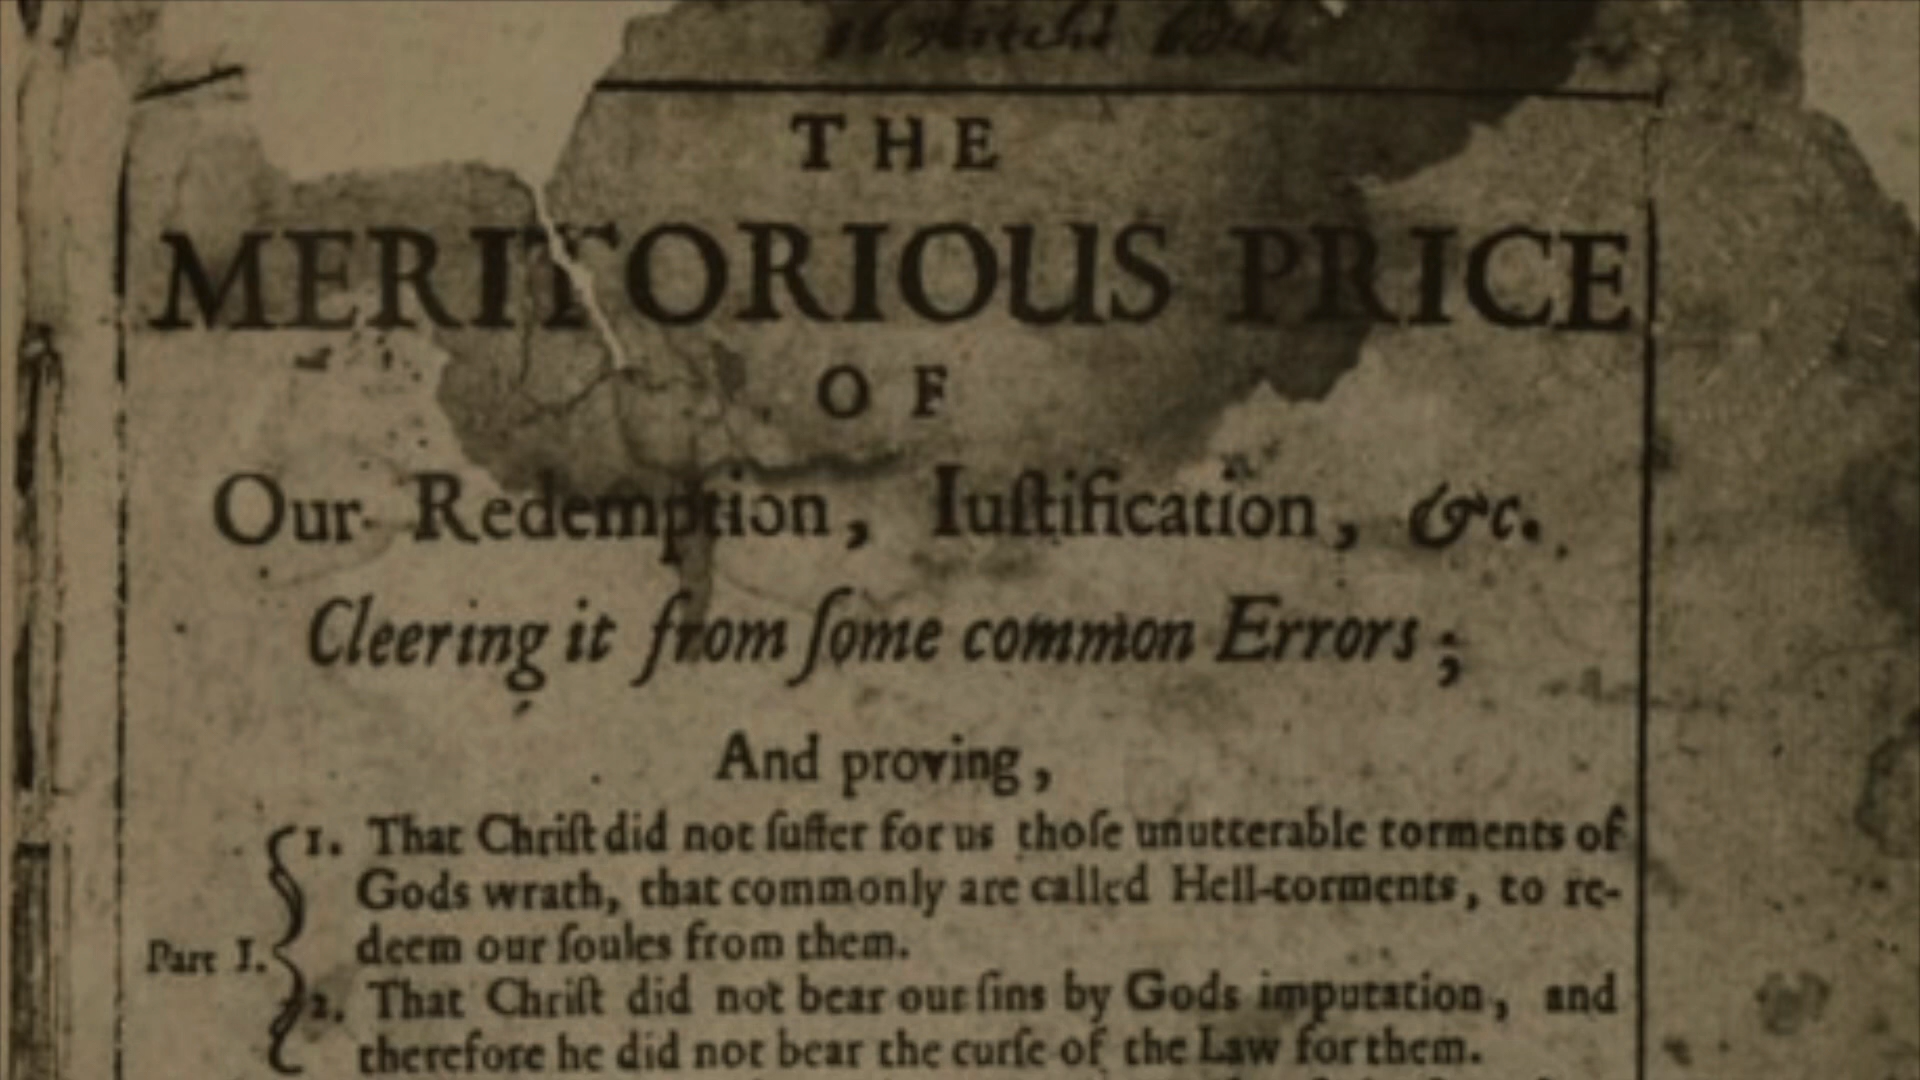 THE
MERITORIOUS PRICE
OF
Our Redemption, Iuſtification, &c.
Cleering it from ſome common Errors;
And proving,
1. That Chriſt did not ſuffer for us thoſe unutterable torments of
Gods wrath, that commonly are called Hell-torments, to re-
deem our ſoules from them.
Part I.
2. That Chriſt did not bear our ſins by Gods imputation, and
therefore he did not bear the curſe of the Law for them.